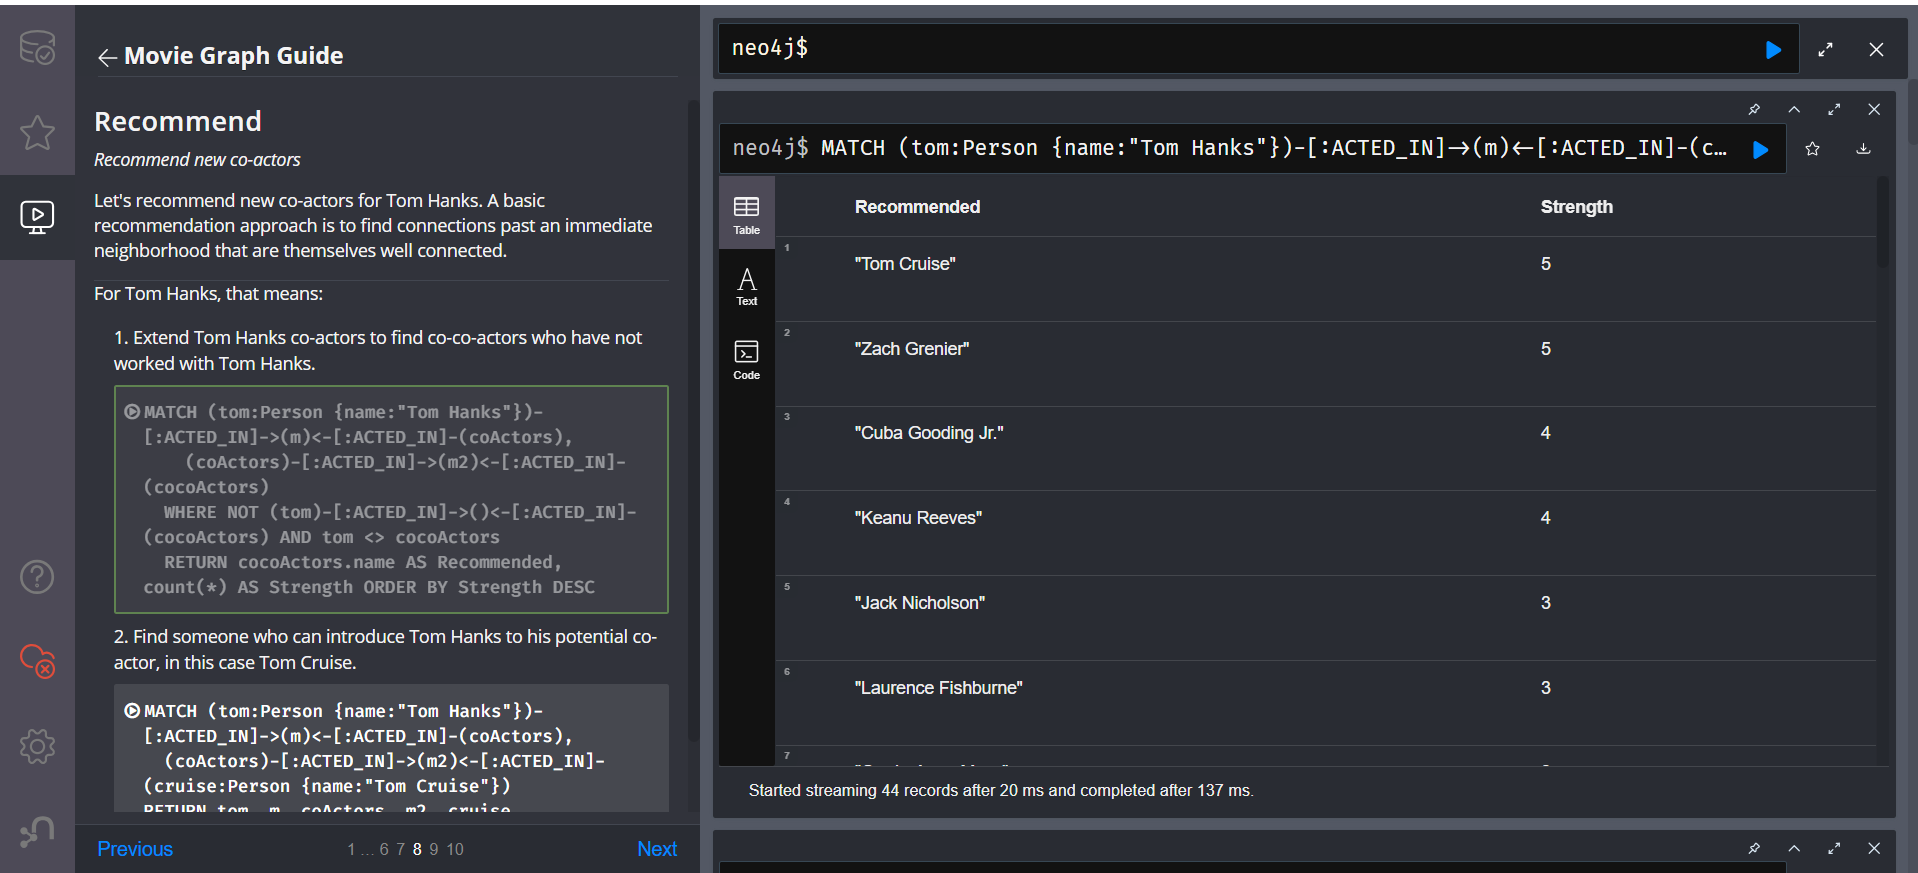 Movie Graph Guide
Recommend
Recommend new co-actors
Let's recommend new co-actors for Tom Hanks. A basic
recommendation approach is to find connections past an immediate
neighborhood that are themselves well connected.
For Tom Hanks, that means:
1. Extend Tom Hanks co-actors to find co-co-actors who have not
worked with Tom Hanks.
MATCH (tom:Person {name:"Tom Hanks"})-
[:ACTED_IN]->(m)<-[:ACTED_IN]-(coActors),
(coActors)-[:ACTED_IN]->(m2)<-[:ACTED_IN]-
(cocoActors)
WHERE NOT (tom)-[:ACTED_IN]->()<-[:ACTED_IN]-
(cocoActors) AND tom <> cocoActors
RETURN cocoActors.name AS Recommended,
count(*) AS Strength ORDER BY Strength DESC
2. Find someone who can introduce Tom Hanks to his potential co-
actor, in this case Tom Cruise.
MATCH (tom:Person {name:"Tom Hanks"})-
[:ACTED_IN]->(m)<-[:ACTED_IN]-(coActors),
(coActors)-[:ACTED_IN]->(m2)<-[:ACTED_IN]-
(cruise:Person {name:"Tom Cruise"})
RETURN tom, m, coActors, m2, cruise
Previous
1 ... 6 7 8 9 10
Next
neo4j$
neo4j$ MATCH (tom:Person {name:"Tom Hanks"})-[:ACTED_IN]→(m)←[:ACTED_IN]-(c...
Table
Text
Code
Recommended Strength
1 "Tom Cruise" 5
2 "Zach Grenier" 5
3 "Cuba Gooding Jr." 4
4 "Keanu Reeves" 4
5 "Jack Nicholson" 3
6 "Laurence Fishburne" 3
7
Started streaming 44 records after 20 ms and completed after 137 ms.